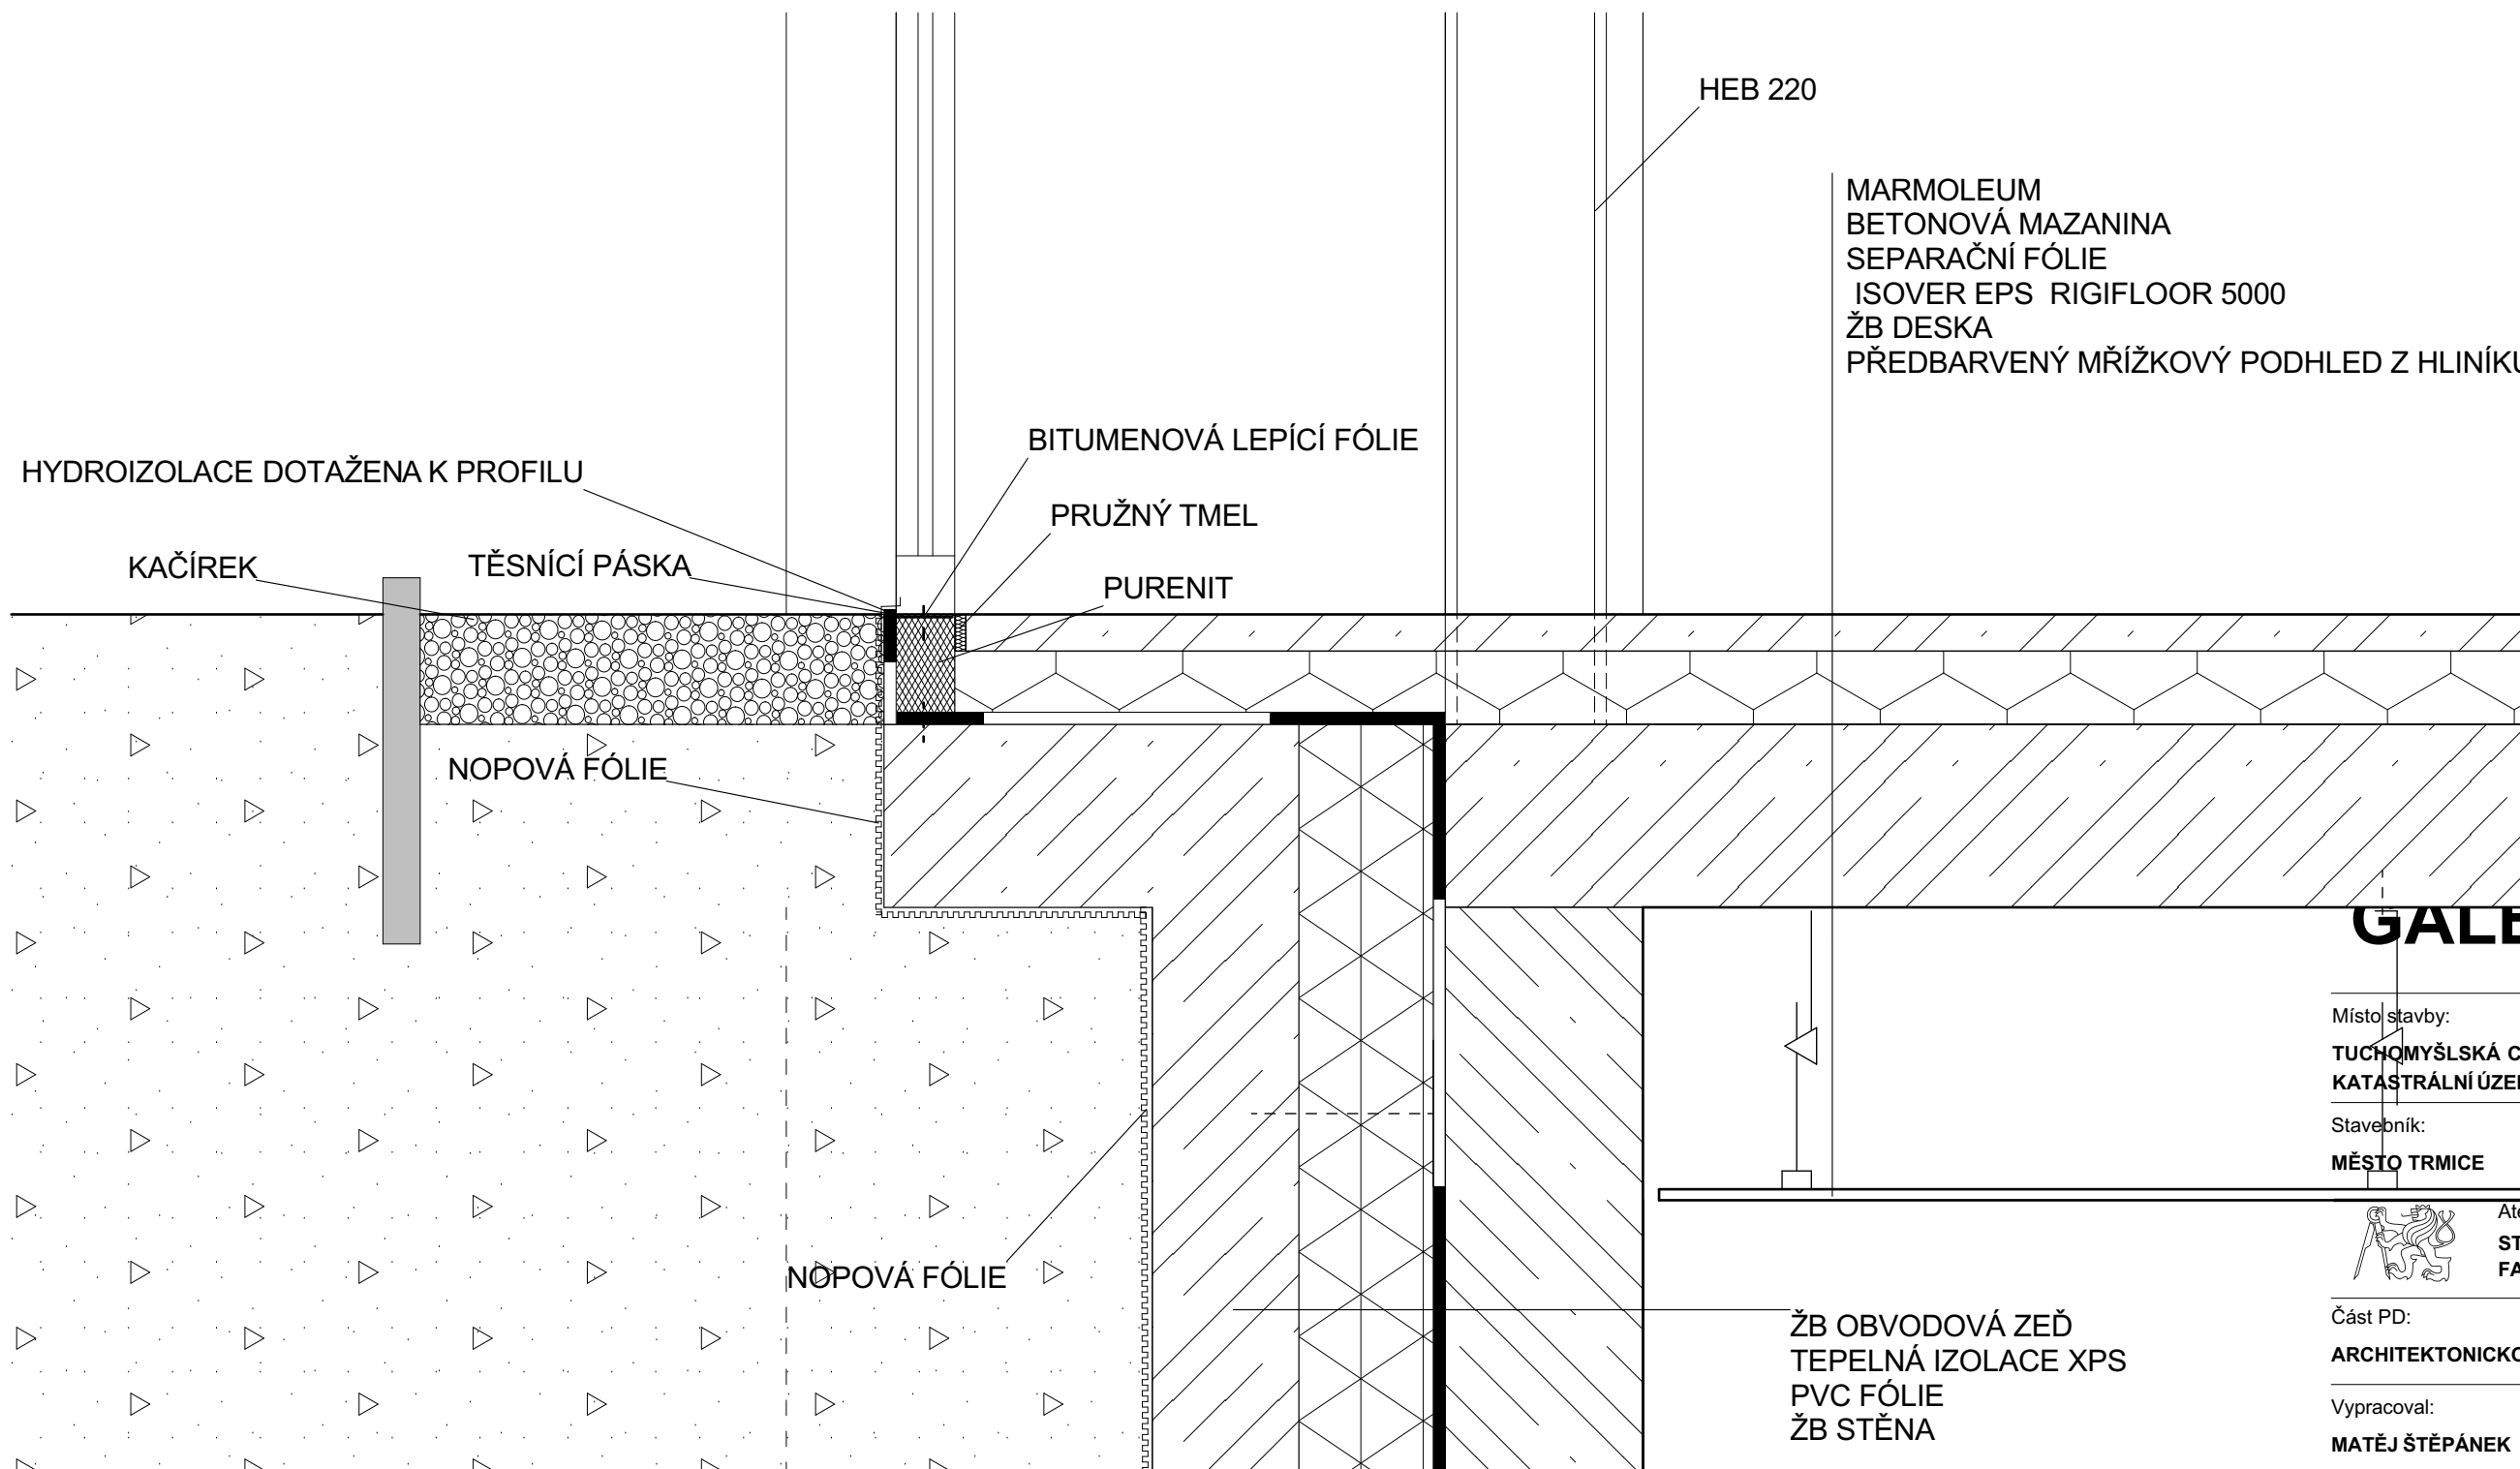 HEB 220
MARMOLEUM
BETONOVÁ MAZANINA
SEPARAČNÍ FÓLIE
ISOVER EPS RIGIFLOOR 5000
ŽB DESKA
PŘEDBARVENÝ MŘÍŽKOVÝ PODHLED Z HLINÍKU
BITUMENOVÁ LEPÍCÍ FÓLIE
HYDROIZOLACE DOTAŽENA K PROFILU
PRUŽNÝ TMEL
KAČÍREK
TĚSNÍCÍ PÁSKA
PURENIT
NOPOVÁ FÓLIE
NOPOVÁ FÓLIE
ŽB OBVODOVÁ ZEĎ
TEPELNÁ IZOLACE XPS
PVC FÓLIE
ŽB STĚNA
Místo stavby:
TUCHOMYŠLSKÁ
KATASTRÁLNÍ
Stavebník:
MĚSTO TRMICE
Část PD:
Vypracoval:
MATĚJ ŠTĚPÁNEK